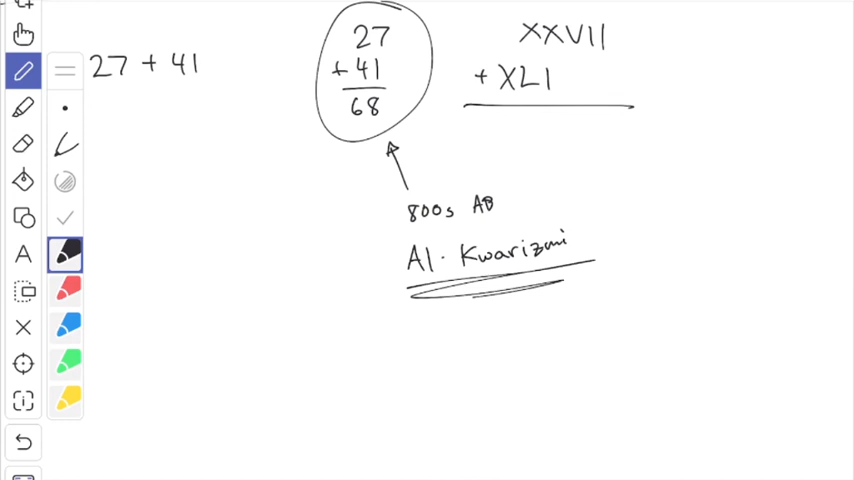 27 + 41
27
+ 41
68
XXVII
+ XLI
800s AD
Al. Kwarizmi
A